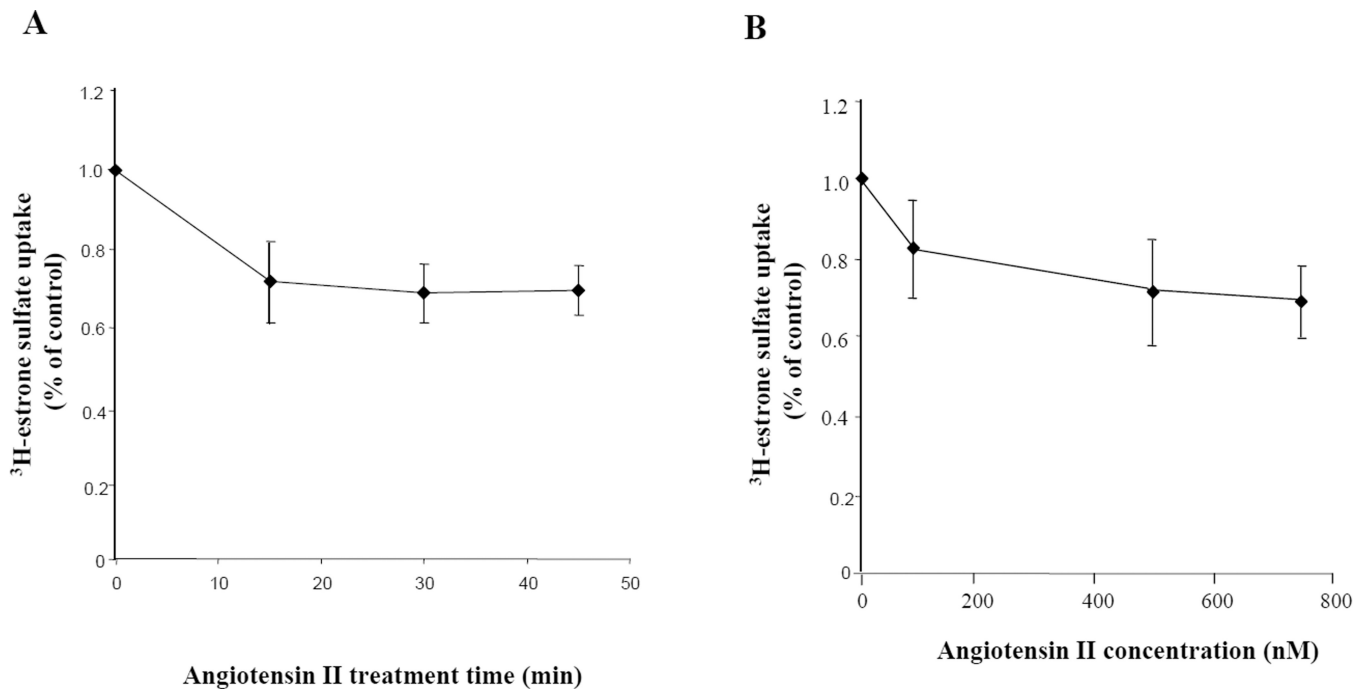 A
1.2
1.0
0.8
0.6
0.4
0.2
0
³H-estrone sulfate uptake
(% of control)
0 10 20 30 40 50
Angiotensin II treatment time (min)
B
1.2
1.0
0.8
0.6
0.4
0.2
0
³H-estrone sulfate uptake
(% of control)
0 200 400 600 800
Angiotensin II concentration (nM)